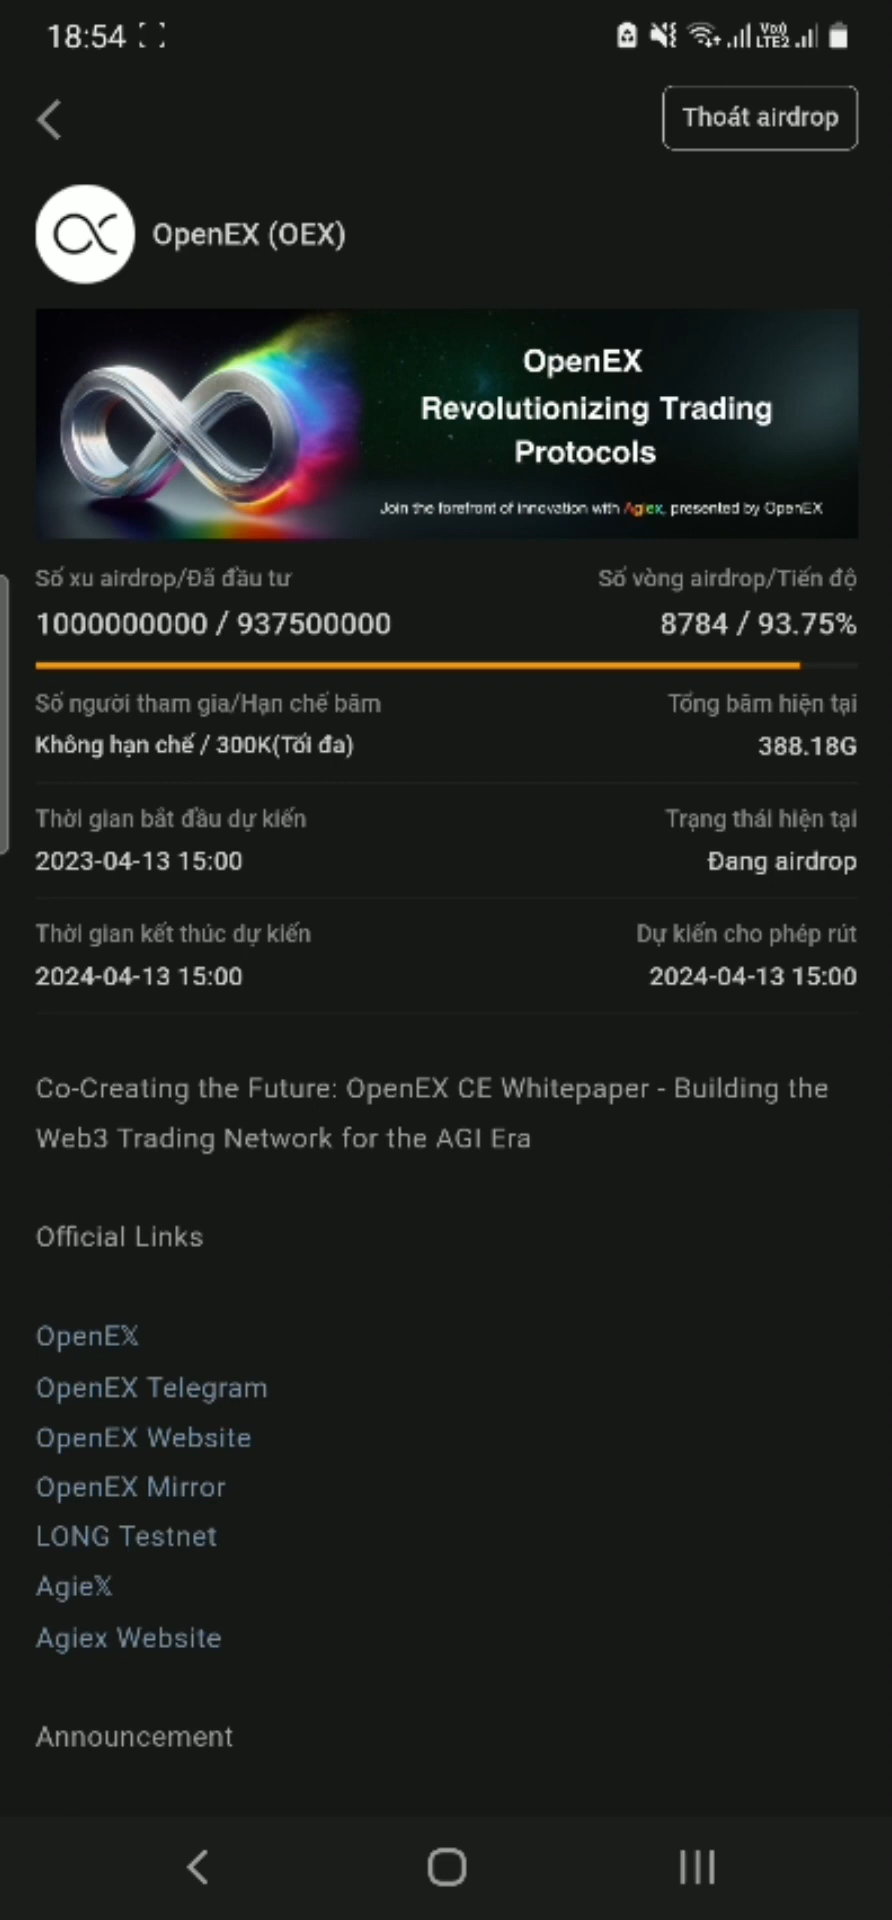 18:54
Vo))
LTE2
Thoát airdrop
OpenEX (OEX)
OpenEX
Revolutionizing Trading
Protocols
Join the forefront of innovation with Agiex, presented by OpenEX
Số xu airdrop/Đã đầu tư
Số vòng airdrop/Tiến độ
1000000000 / 937500000
8784 / 93.75%
Số người tham gia/Hạn chế băm
Tổng băm hiện tại
Không hạn chế / 300K(Tối đa)
388.18G
Thời gian bắt đầu dự kiến
Trạng thái hiện tại
2023-04-13 15:00
Đang airdrop
Thời gian kết thúc dự kiến
Dự kiến cho phép rút
2024-04-13 15:00
2024-04-13 15:00
Co-Creating the Future: OpenEX CE Whitepaper - Building the
Web3 Trading Network for the AGI Era
Official Links
OpenE𝕏
OpenEX Telegram
OpenEX Website
OpenEX Mirror
LONG Testnet
Agie𝕏
Agiex Website
Announcement